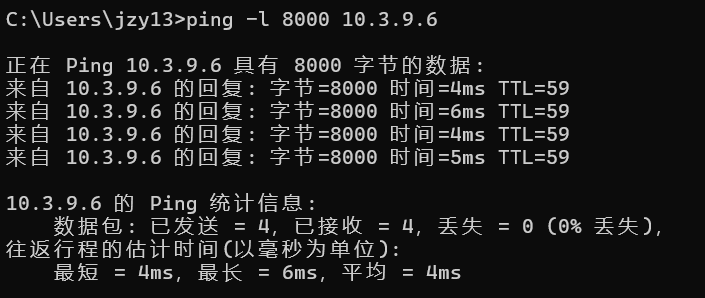 C:\Users\jzy13>ping -l 8000 10.3.9.6
正在 Ping 10.3.9.6 具有 8000 字节的数据:
来自 10.3.9.6 的回复: 字节=8000 时间=4ms TTL=59
来自 10.3.9.6 的回复: 字节=8000 时间=6ms TTL=59
来自 10.3.9.6 的回复: 字节=8000 时间=4ms TTL=59
来自 10.3.9.6 的回复: 字节=8000 时间=5ms TTL=59
10.3.9.6 的 Ping 统计信息:
数据包: 已发送 = 4, 已接收 = 4, 丢失 = 0 (0% 丢失),
往返行程的估计时间(以毫秒为单位):
最短 = 4ms, 最长 = 6ms, 平均 = 4ms